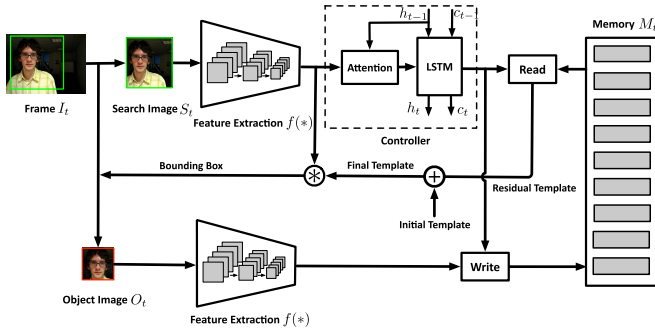 h_{t-1} c_{t-1}
Memory M_t
Attention
LSTM
Read
Frame I_t
Search Image S_t
h_t c_t
Feature Extraction f(*)
Controller
Bounding Box
Final Template
Residual Template
Initial Template
Write
Object Image O_t
Feature Extraction f(*)